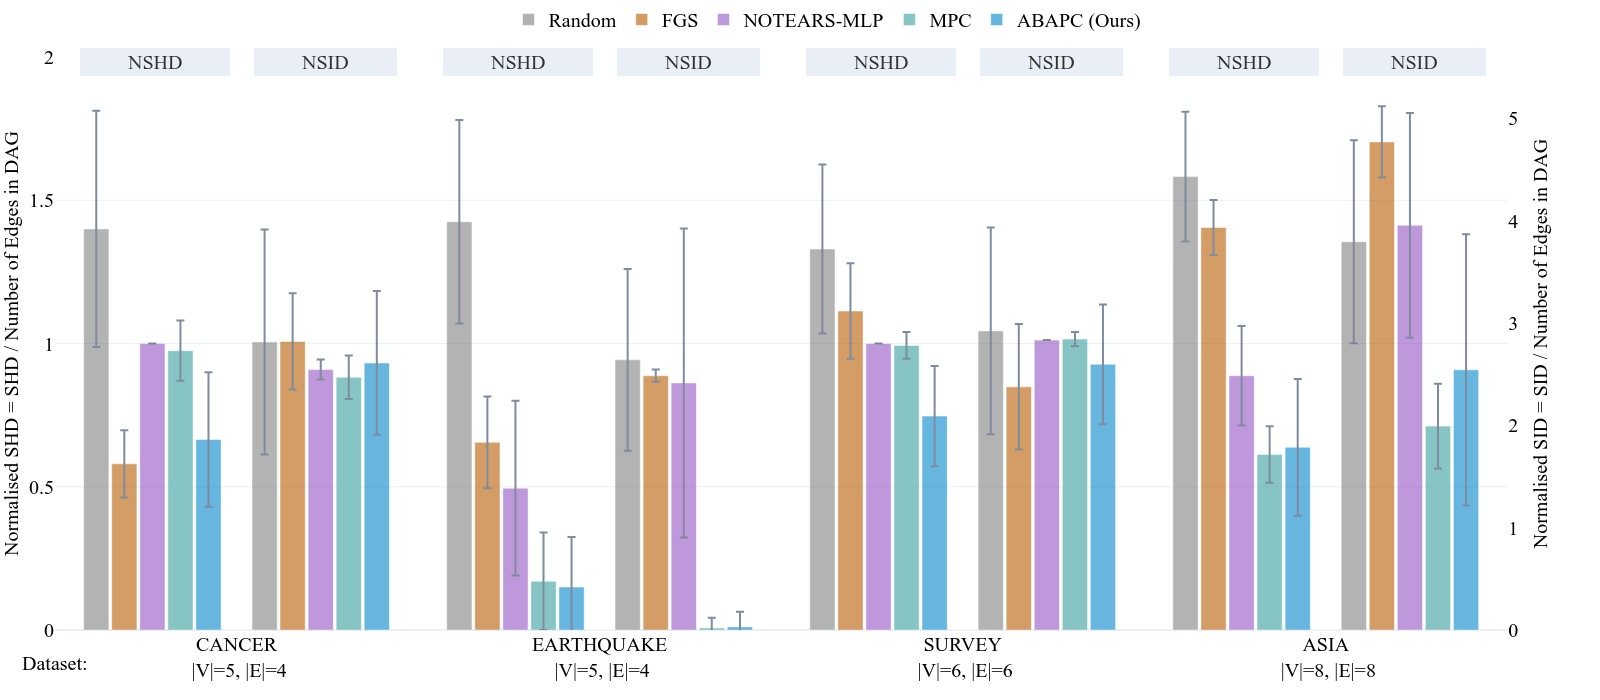 Random FGS NOTEARS-MLP MPC ABAPC (Ours)
NSHD NSID NSHD NSID NSHD NSID NSHD NSID
2
1.5
1
0.5
0
Normalised SHD = SHD / Number of Edges in DAG
5
4
3
2
1
0
Normalised SID = SID / Number of Edges in DAG
CANCER EARTHQUAKE SURVEY ASIA
Dataset:
|V|=5, |E|=4 |V|=5, |E|=4 |V|=6, |E|=6 |V|=8, |E|=8